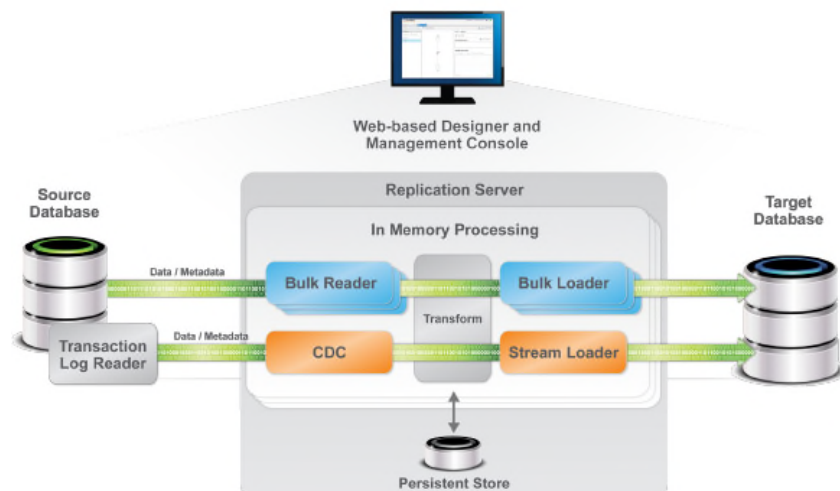 Web-based Designer and
Management Console
Replication Server
Source
Database
Target
Database
In Memory Processing
Data / Metadata
Bulk Reader
Bulk Loader
Transform
Data / Metadata
Transaction
Log Reader
CDC
Stream Loader
Persistent Store